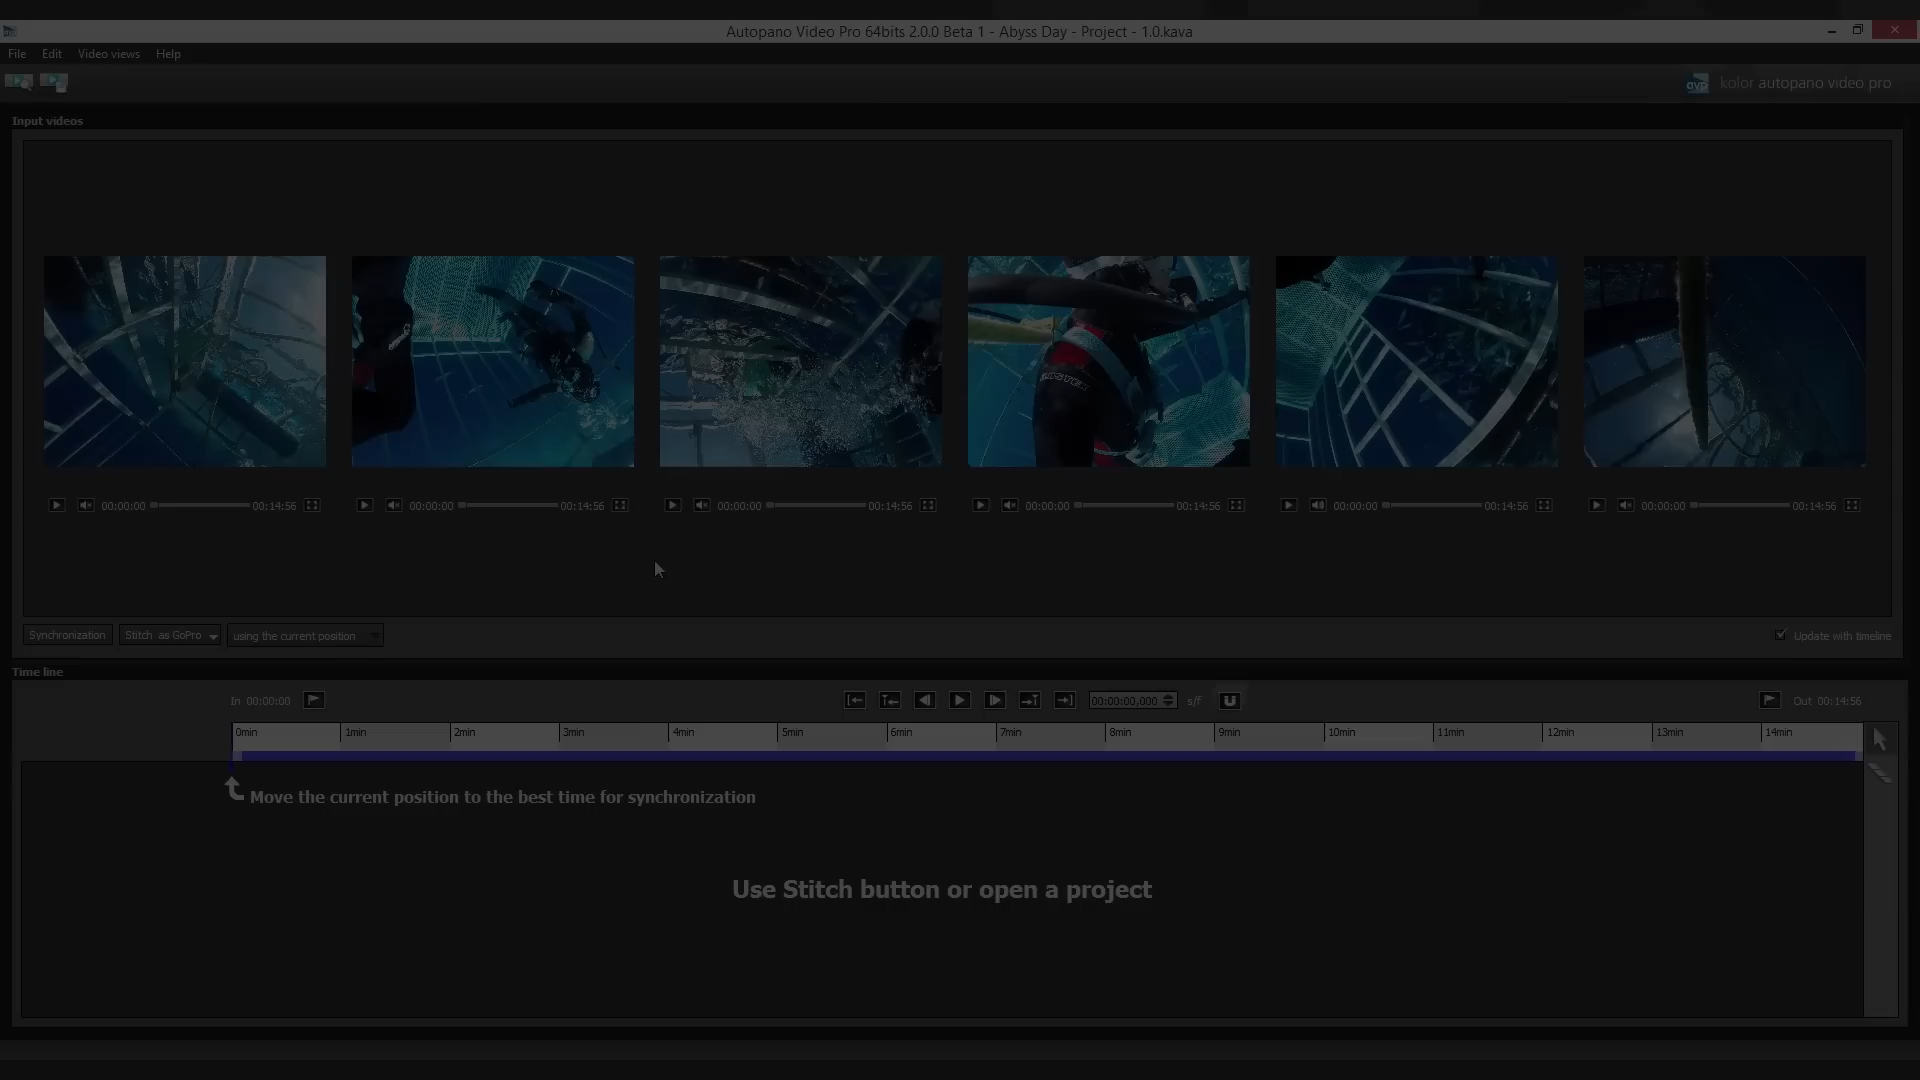 Autopano Video Pro 64bits 2.0.0 Beta 1 - Abyss Day - Project - 1.0.kava
File Edit Video views Help
avp kolor autopano video pro
Input videos
00:00:00 00:14:56 00:00:00 00:14:56 00:00:00 00:14:56 00:00:00 00:14:56 00:00:00 00:14:56 00:00:00 00:14:56
Synchronization Stitch as GoPro using the current position Update with timeline
Time line
In 00:00:00 00:00:00,000 s/f Out 00:14:56
0min 1min 2min 3min 4min 5min 6min 7min 8min 9min 10min 11min 12min 13min 14min
Move the current position to the best time for synchronization
Use Stitch button or open a project